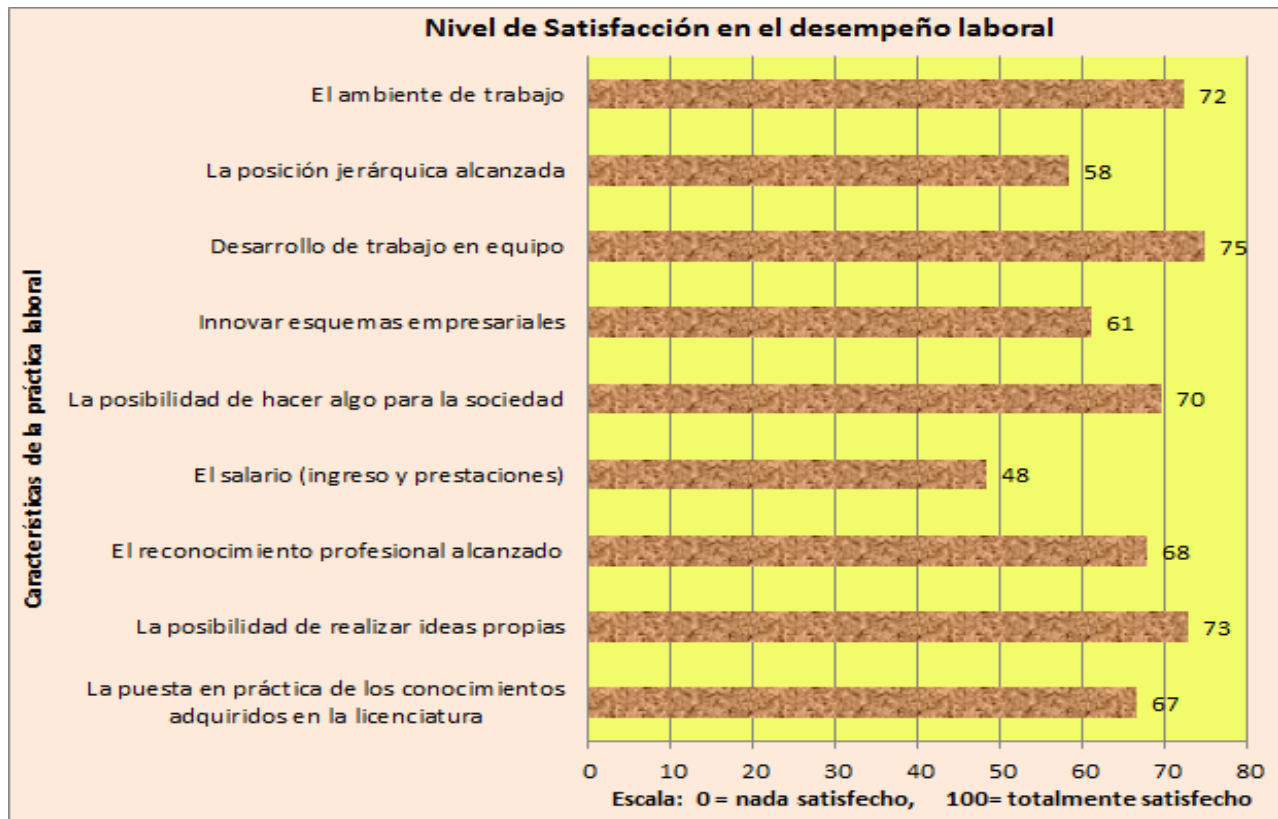 Nivel de Satisfacción en el desempeño laboral
Características de la práctica laboral
El ambiente de trabajo 72
La posición jerárquica alcanzada 58
Desarrollo de trabajo en equipo 75
Innovar esquemas empresariales 61
La posibilidad de hacer algo para la sociedad 70
El salario (ingreso y prestaciones) 48
El reconocimiento profesional alcanzado 68
La posibilidad de realizar ideas propias 73
La puesta en práctica de los conocimientos
adquiridos en la licenciatura 67
0 10 20 30 40 50 60 70 80
Escala: 0 = nada satisfecho, 100= totalmente satisfecho